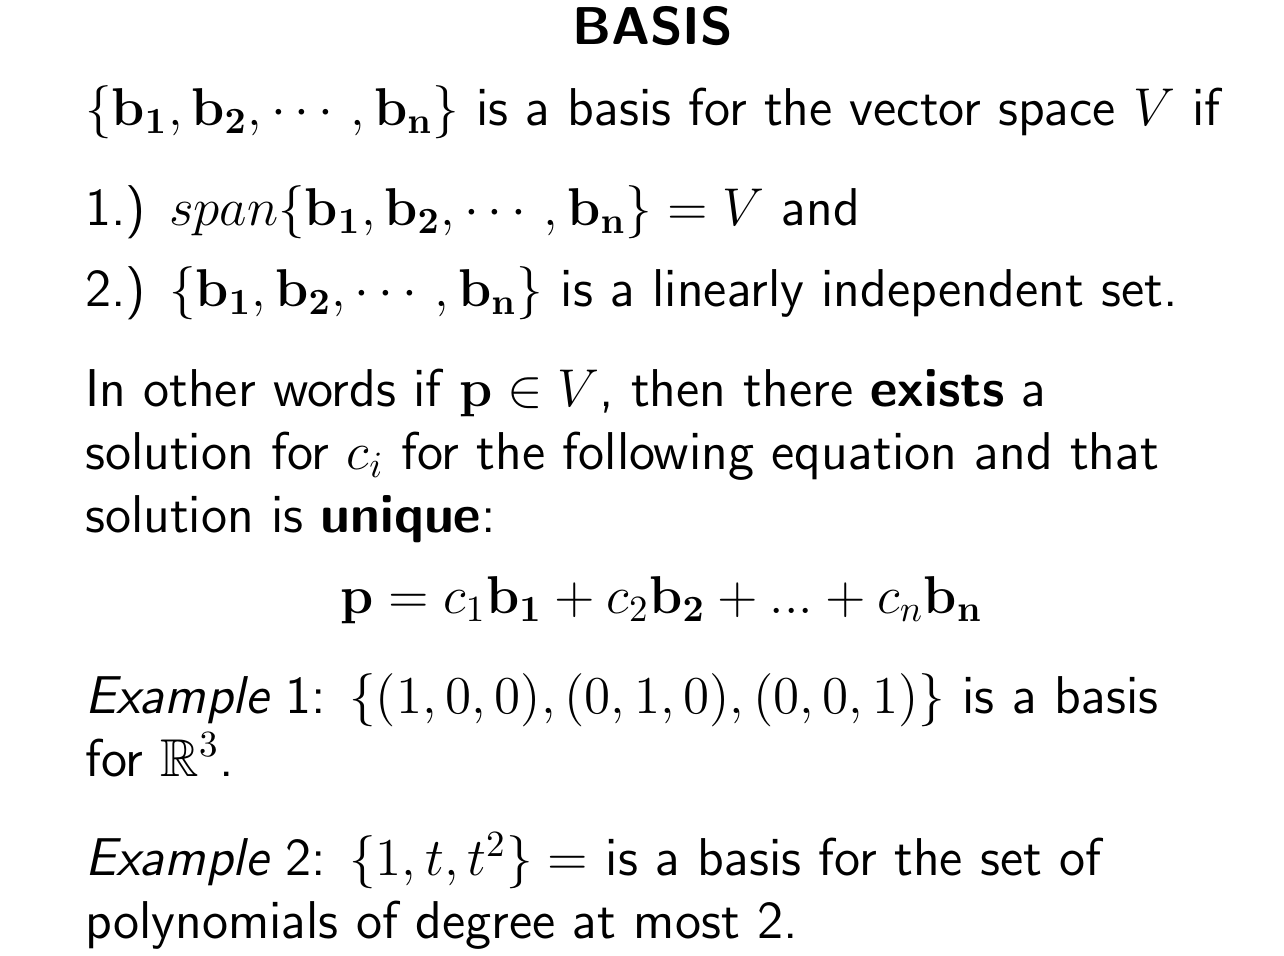 BASIS
{b₁, b₂, ⋯ , bₙ} is a basis for the vector space V if
1.) span{b₁, b₂, ⋯ , bₙ} = V and
2.) {b₁, b₂, ⋯ , bₙ} is a linearly independent set.
In other words if p ∈ V, then there exists a
solution for cᵢ for the following equation and that
solution is unique:
p = c₁b₁ + c₂b₂ + ... + cₙbₙ
Example 1: {(1, 0, 0), (0, 1, 0), (0, 0, 1)} is a basis
for ℝ³.
Example 2: {1, t, t²} = is a basis for the set of
polynomials of degree at most 2.